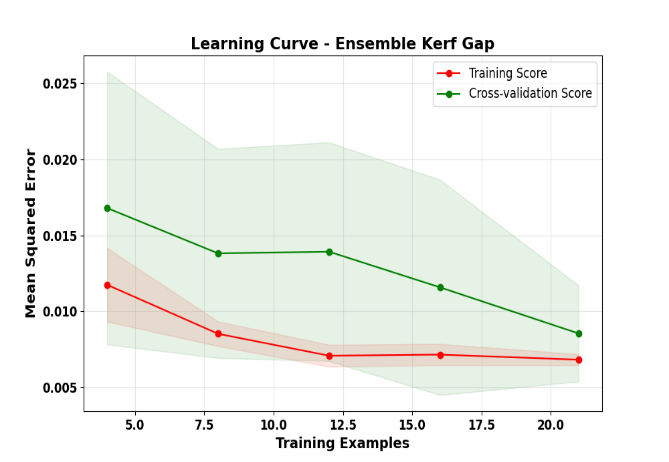 Learning Curve - Ensemble Kerf Gap
Training Score
Cross-validation Score
Mean Squared Error
0.025
0.020
0.015
0.010
0.005
5.0 7.5 10.0 12.5 15.0 17.5 20.0
Training Examples